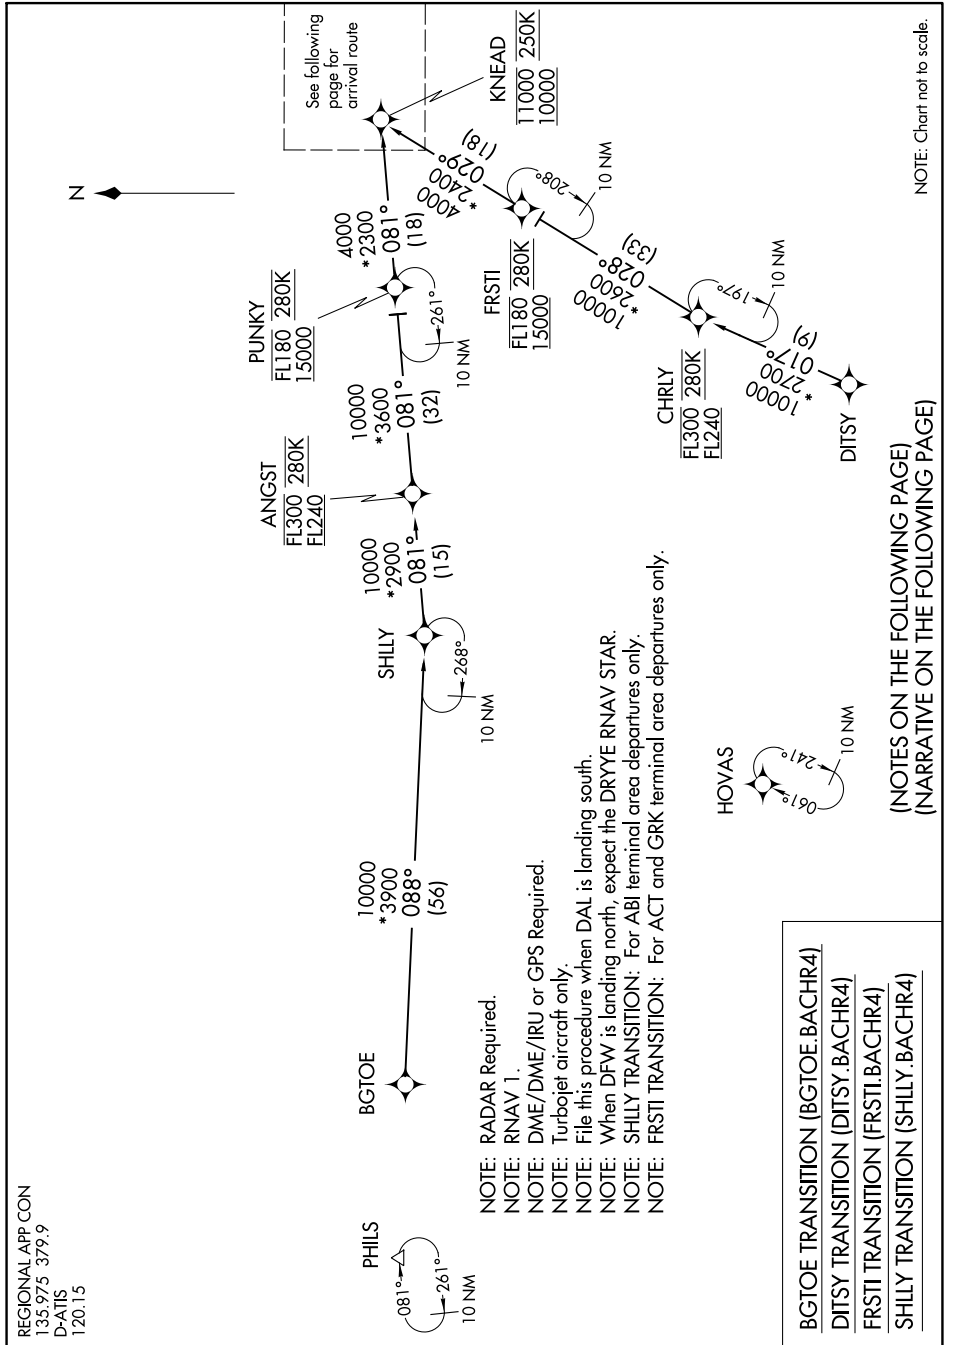 REGIONAL APP CON
135.975 379.9
D-ATIS
120.15
N
See following
page for
arrival route
KNEAD
11000 250K
10000
4000
*2300
081°
(18)
PUNKY
FL180 280K
15000
261°
10 NM
10000
*3600
081°
(32)
ANGST
FL300 280K
FL240
10000
*2900
081°
(15)
SHLLY
268°
10 NM
10000
*3900
088°
(56)
BGTOE
PHILS
081°
261°
10 NM
4000
*2400
029°
(18)
FRSTI
FL180 280K
15000
208°
10 NM
10000
*2600
028°
(33)
CHRLY
FL300 280K
FL240
197°
10 NM
10000
*2700
017°
(9)
DITSY
HOVAS
241°
061°
10 NM
NOTE: RADAR Required.
NOTE: RNAV 1.
NOTE: DME/DME/IRU or GPS Required.
NOTE: Turbojet aircraft only.
NOTE: File this procedure when DAL is landing south.
NOTE: When DFW is landing north, expect the DRYYE RNAV STAR.
NOTE: SHLLY TRANSITION: For ABI terminal area departures only.
NOTE: FRSTI TRANSITION: For ACT and GRK terminal area departures only.
NOTE: Chart not to scale.
(NOTES ON THE FOLLOWING PAGE)
(NARRATIVE ON THE FOLLOWING PAGE)
BGTOE TRANSITION (BGTOE.BACHR4)
DITSY TRANSITION (DITSY.BACHR4)
FRSTI TRANSITION (FRSTI.BACHR4)
SHLLY TRANSITION (SHLLY.BACHR4)